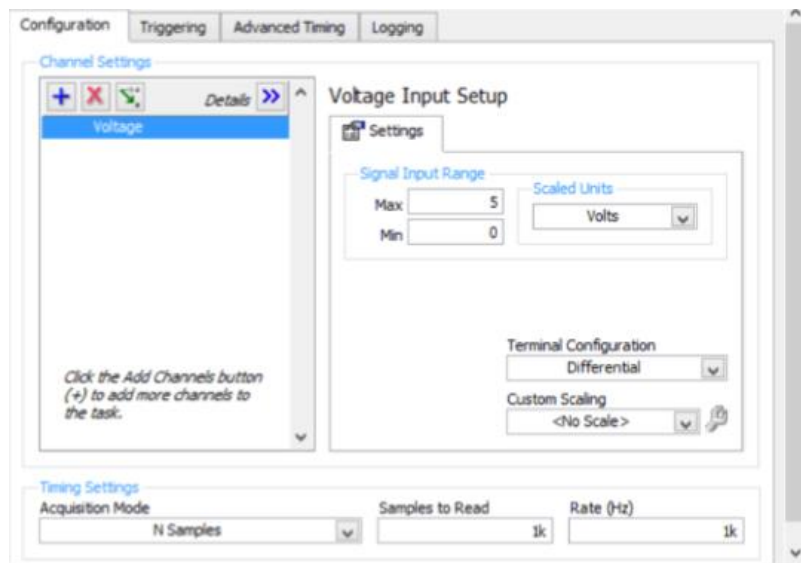 Configuration Triggering Advanced Timing Logging
Channel Settings
Details
Voltage
Click the Add Channels button
(+) to add more channels to
the task.
Voltage Input Setup
Settings
Signal Input Range
Max 5
Min 0
Scaled Units
Volts
Terminal Configuration
Differential
Custom Scaling
<No Scale>
Timing Settings
Acquisition Mode Samples to Read Rate (Hz)
N Samples 1k 1k